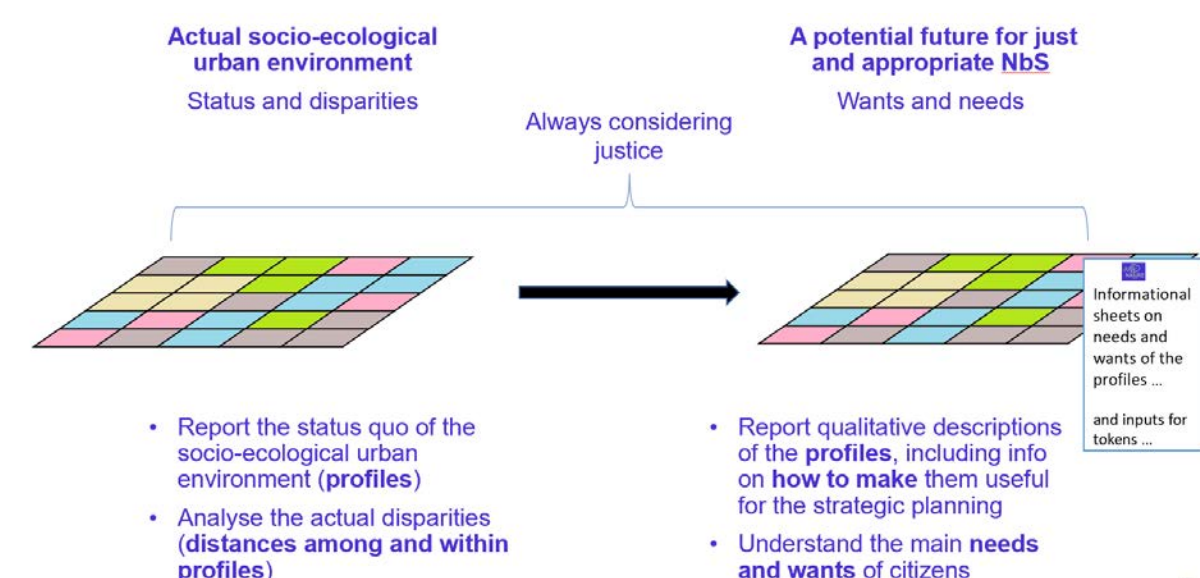 Actual socio-ecological
urban environment
Status and disparities
A potential future for just
and appropriate NbS
Wants and needs
Always considering
justice
Informational
sheets on
needs and
wants of the
profiles ...
and inputs for
tokens ...
• Report the status quo of the
socio-ecological urban
environment (profiles)
• Analyse the actual disparities
(distances among and within
profiles)
• Report qualitative descriptions
of the profiles, including info
on how to make them useful
for the strategic planning
• Understand the main needs
and wants of citizens